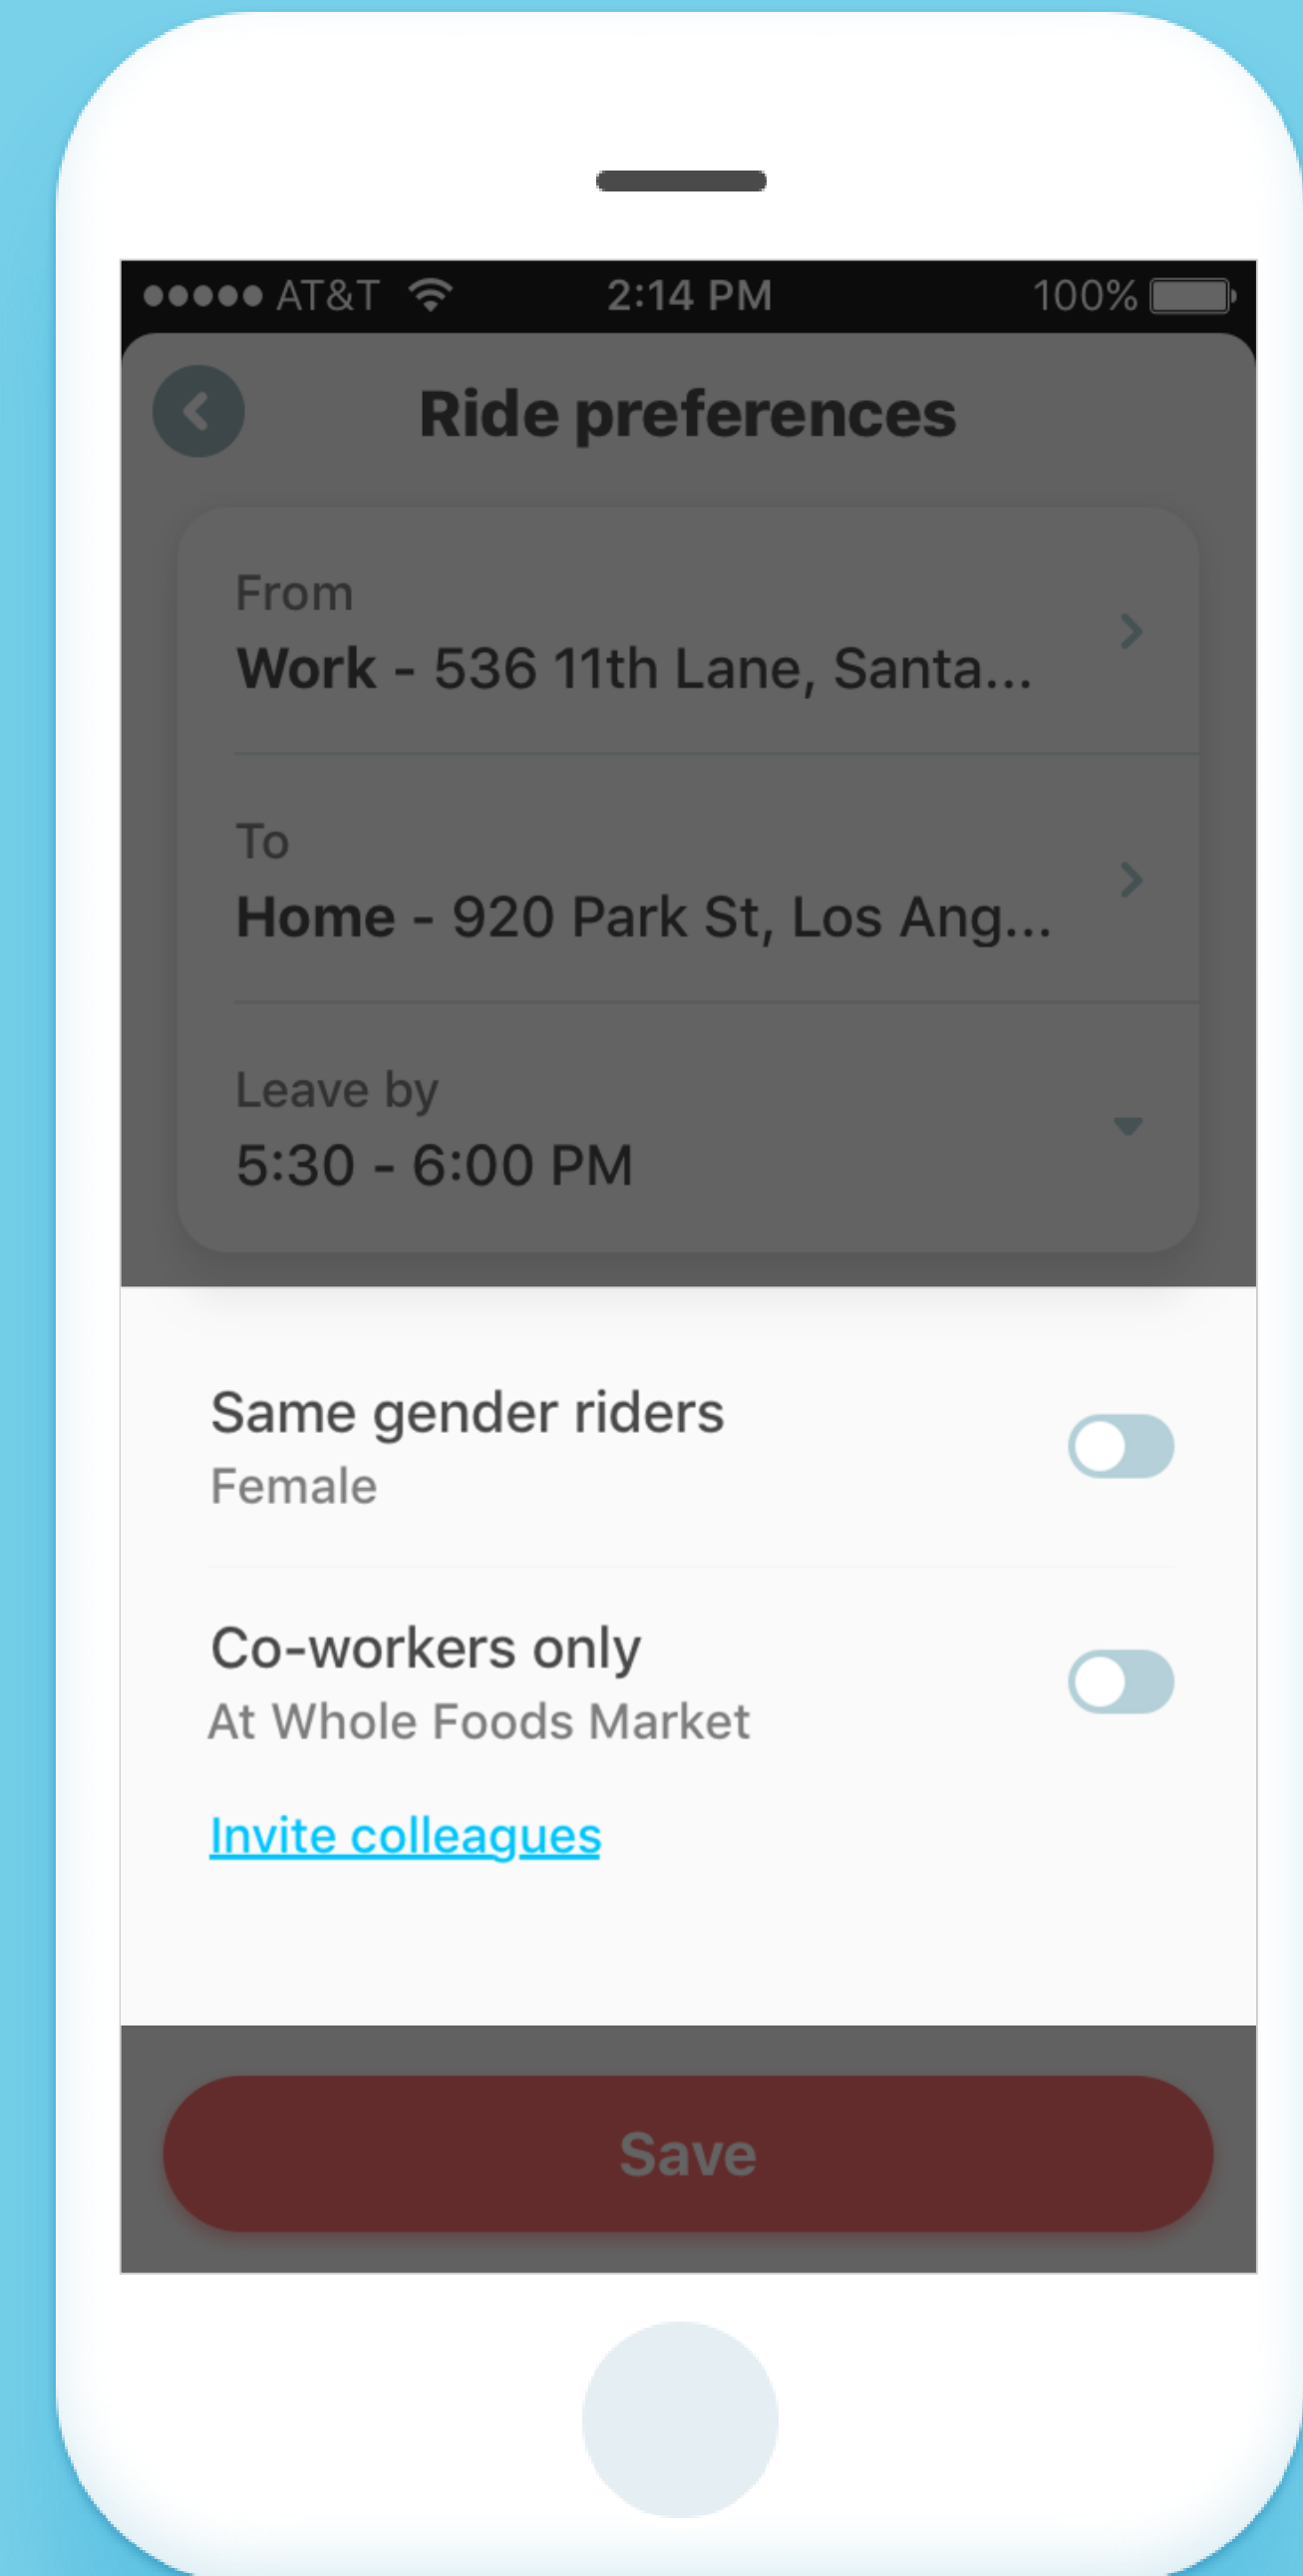 AT&T 2:14 PM 100%
Ride preferences
From
Work - 536 11th Lane, Santa...
To
Home - 920 Park St, Los Ang...
Leave by
5:30 - 6:00 PM
Same gender riders
Female
Co-workers only
At Whole Foods Market
Invite colleagues
Save